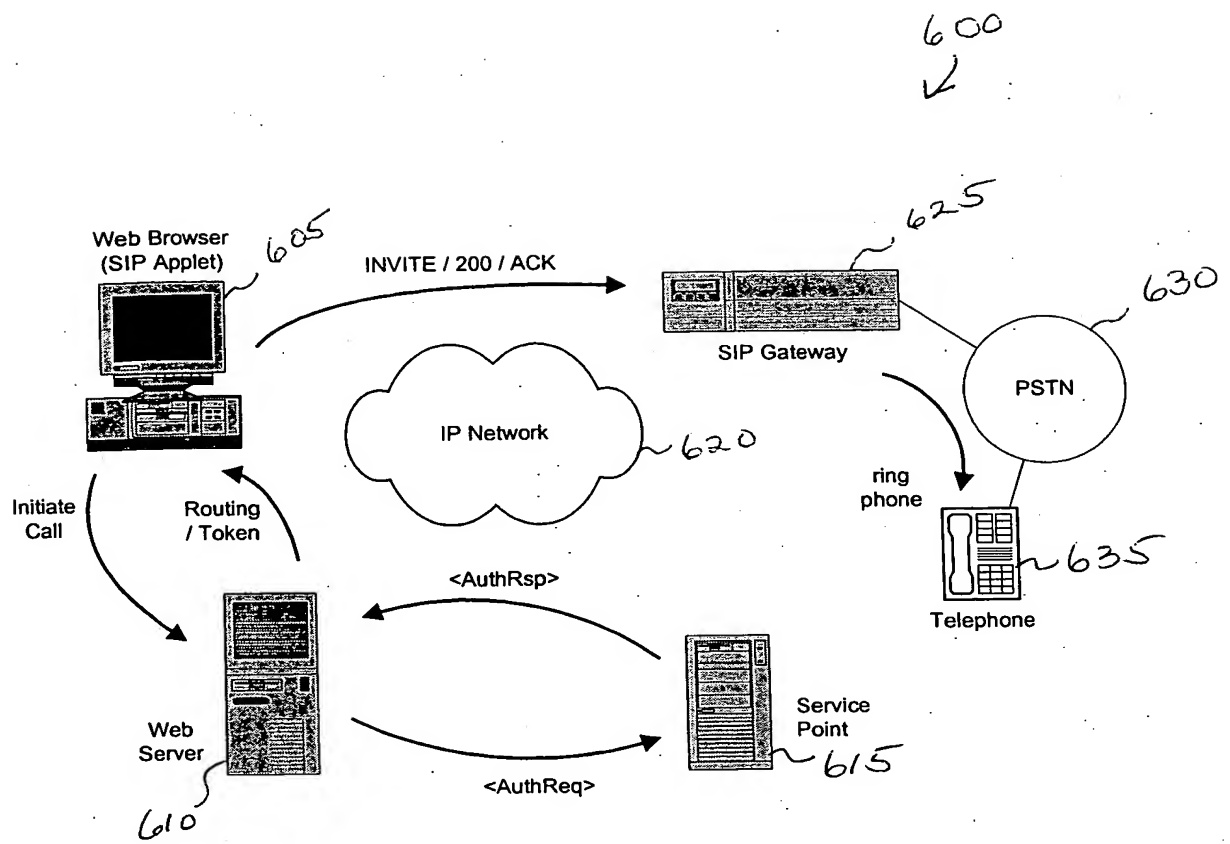 600
625
605
Web Browser
(SIP Applet)
INVITE / 200 / ACK
630
SIP Gateway
PSTN
IP Network
620
ring
phone
Initiate
Call
Routing
/ Token
635
<AuthRsp>
Telephone
Service
Point
Web
Server
615
<AuthReq>
610